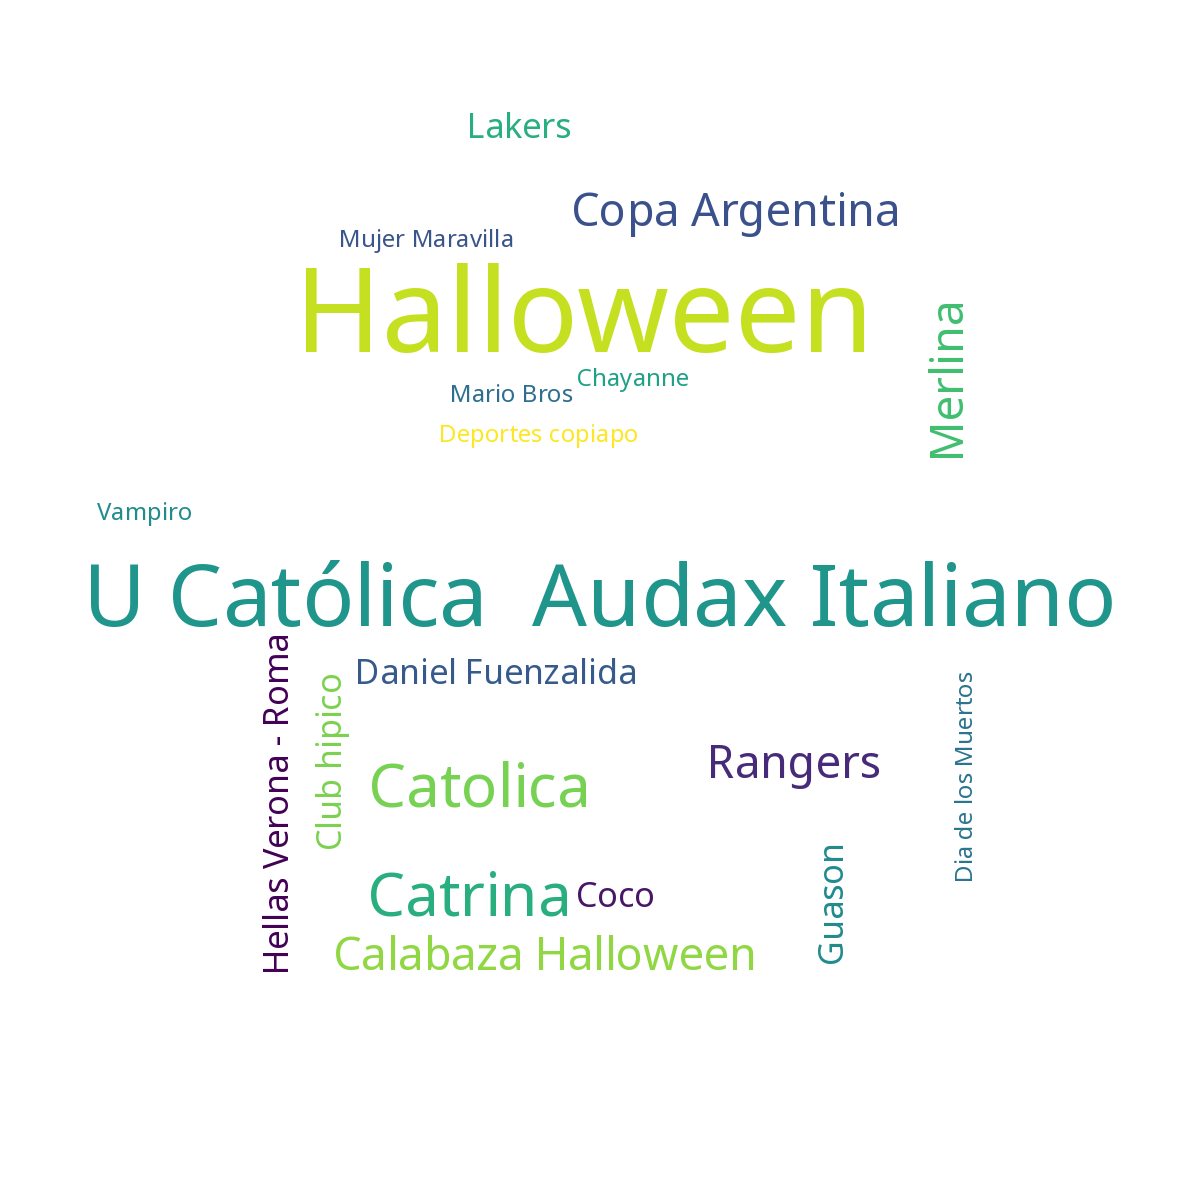 Lakers
Copa Argentina
Mujer Maravilla
Halloween
Merlina
Chayanne
Mario Bros
Deportes copiapo
Vampiro
U Católica  Audax Italiano
Hellas Verona - Roma
Daniel Fuenzalida
Club hipico
Dia de los Muertos
Rangers
Catolica
Guason
Catrina
Coco
Calabaza Halloween